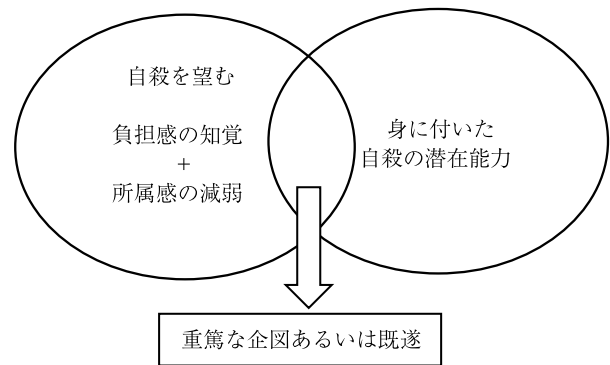 自殺を望む
負担感の知覚
+
所属感の減弱
身に付いた
自殺の潜在能力
重篤な企図あるいは既遂